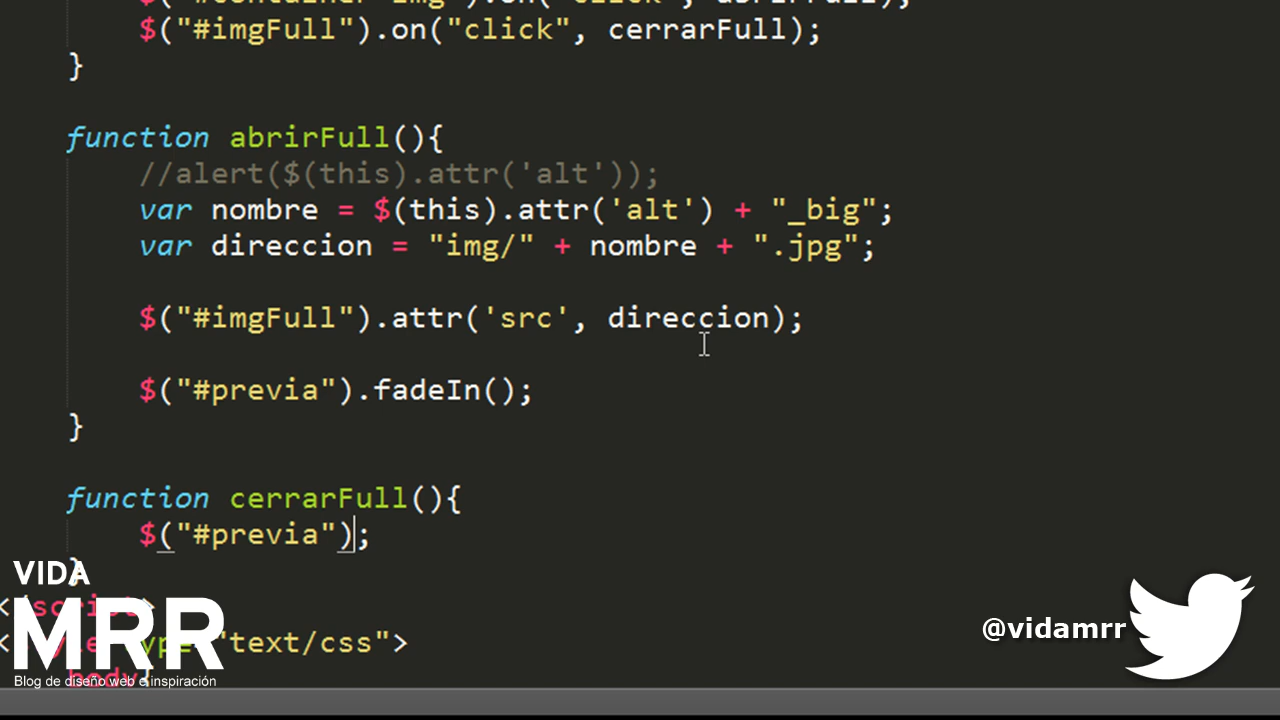 $("#imgFull").on("click", cerrarFull);
}
function abrirFull(){
//alert($(this).attr('alt'));
var nombre = $(this).attr('alt') + "_big";
var direccion = "img/" + nombre + ".jpg";
$("#imgFull").attr('src', direccion);
$("#previa").fadeIn();
}
function cerrarFull(){
$("#previa");
}
"text/css">
body{
VIDA
MRR
Blog de diseño web e inspiración
@vidamrr